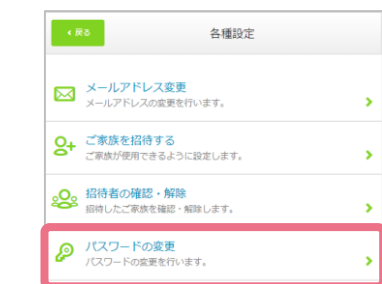 戻る
各種設定
メールアドレス変更
メールアドレスの変更を行います。
ご家族を招待する
ご家族が使用できるように設定します。
招待者の確認・解除
招待したご家族を確認・解除します。
パスワードの変更
パスワードの変更を行います。